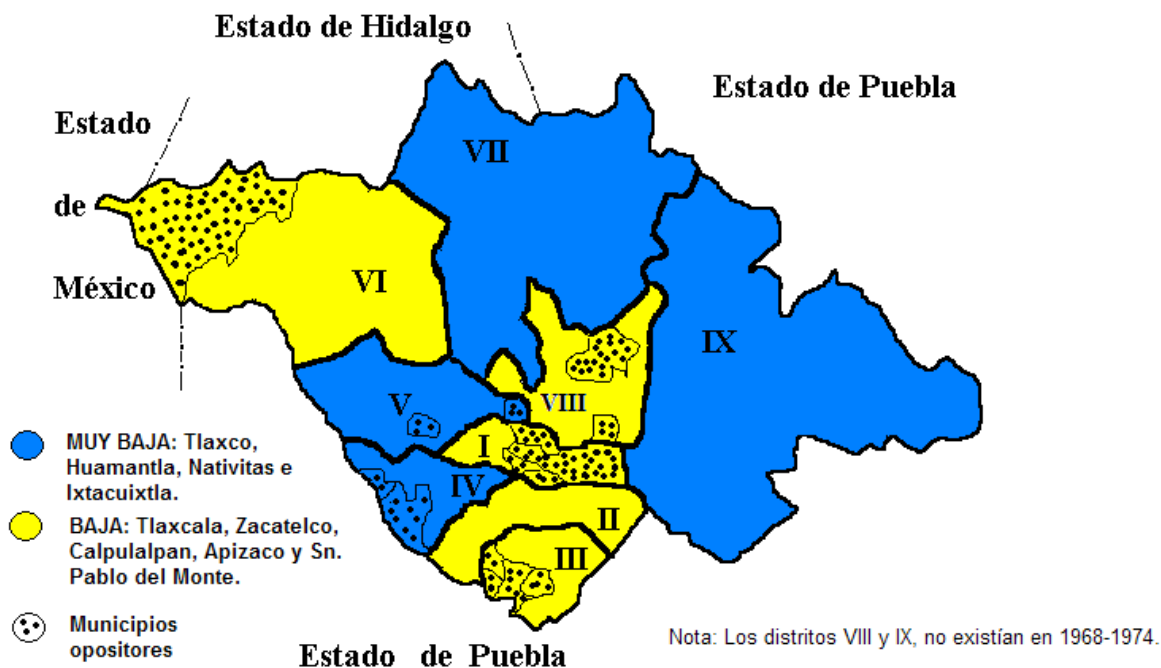 Estado de Hidalgo
Estado de Puebla
Estado
de
México
VII
VI
IX
V
VIII
I
IV
II
III
MUY BAJA: Tlaxco,
Huamantla, Nativitas e
Ixtacuixtla.
BAJA: Tlaxcala, Zacatelco,
Calpulalpan, Apizaco y Sn.
Pablo del Monte.
Municipios
opositores
Estado de Puebla
Nota: Los distritos VIII y IX, no existían en 1968-1974.